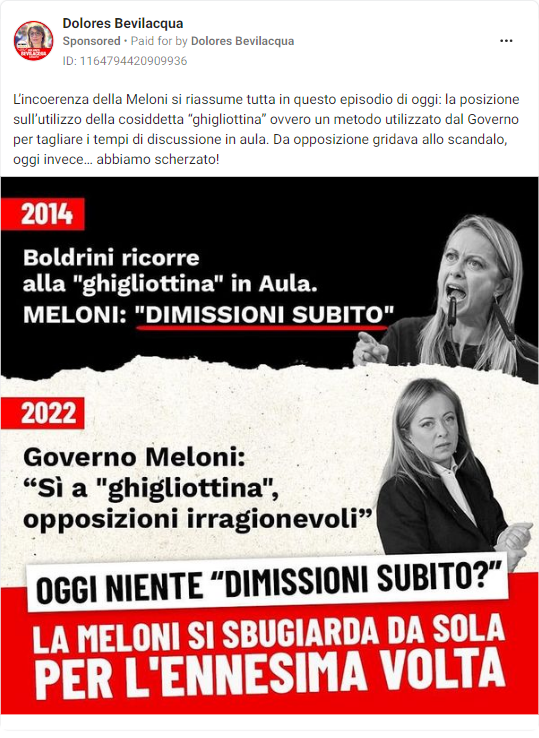 Dolores Bevilacqua
Sponsored • Paid for by Dolores Bevilacqua
ID: 1164794420909936
L'incoerenza della Meloni si riassume tutta in questo episodio di oggi: la posizione
sull'utilizzo della cosiddetta “ghigliottina” ovvero un metodo utilizzato dal Governo
per tagliare i tempi di discussione in aula. Da opposizione gridava allo scandalo,
oggi invece… abbiamo scherzato!
2014
Boldrini ricorre
alla "ghigliottina" in Aula.
MELONI: "DIMISSIONI SUBITO"
2022
Governo Meloni:
“Sì a "ghigliottina",
opposizioni irragionevoli”
OGGI NIENTE “DIMISSIONI SUBITO?”
LA MELONI SI SBUGIARDA DA SOLA
PER L'ENNESIMA VOLTA